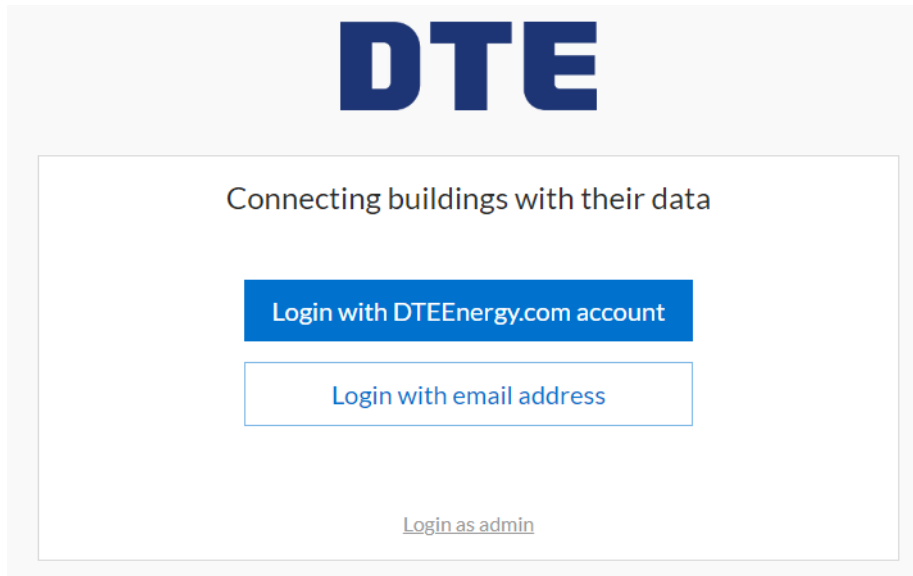 DTE
Connecting buildings with their data
Login with DTEEnergy.com account
Login with email address
Login as admin